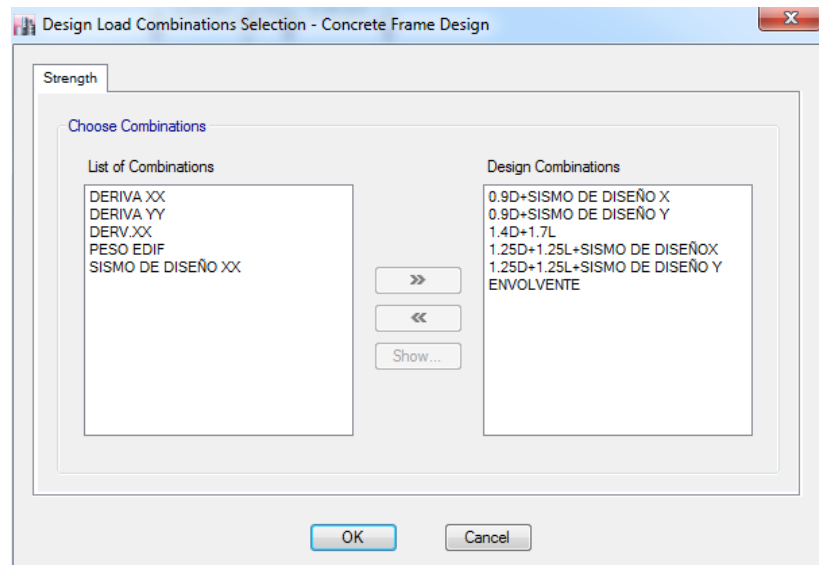 Design Load Combinations Selection - Concrete Frame Design
Strength
Choose Combinations
List of Combinations
DERIVA XX
DERIVA YY
DERV.XX
PESO EDIF
SISMO DE DISEÑO XX
>>
<<
Show...
Design Combinations
0.9D+SISMO DE DISEÑO X
0.9D+SISMO DE DISEÑO Y
1.4D+1.7L
1.25D+1.25L+SISMO DE DISEÑOX
1.25D+1.25L+SISMO DE DISEÑO Y
ENVOLVENTE
OK
Cancel